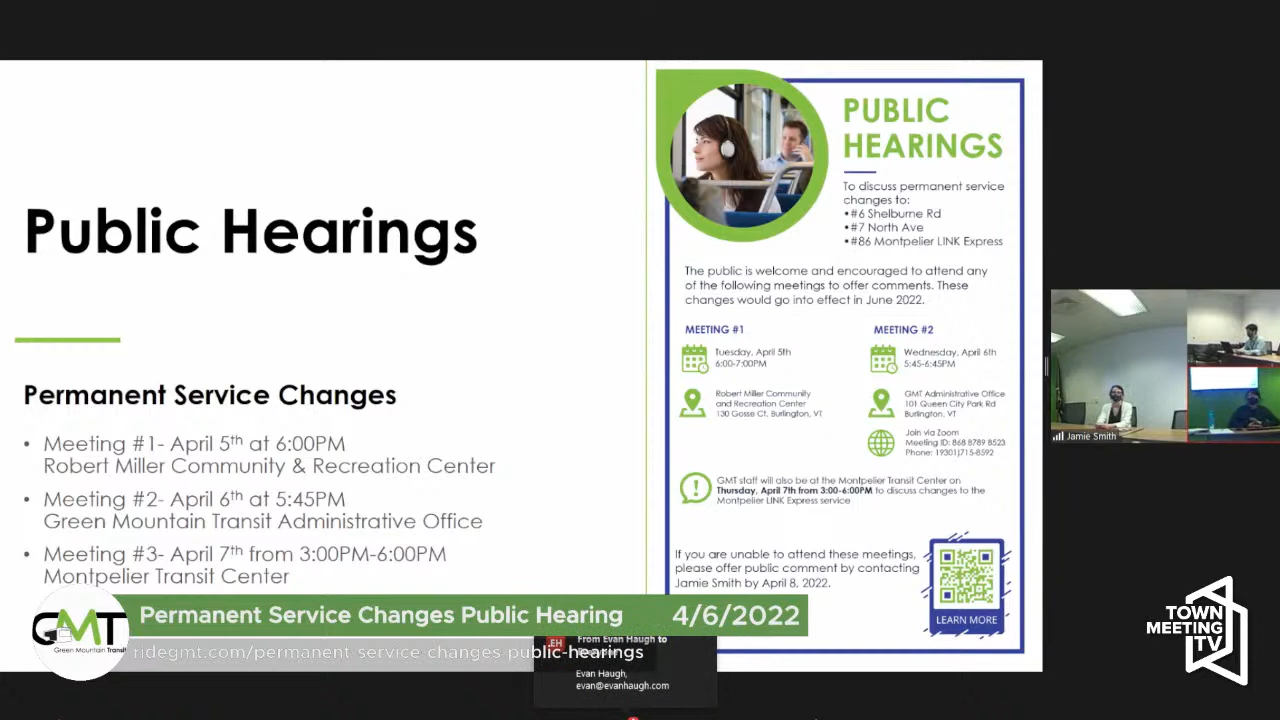 Public Hearings
Permanent Service Changes
• Meeting #1- April 5th at 6:00PM
Robert Miller Community & Recreation Center
• Meeting #2- April 6th at 5:45PM
Green Mountain Transit Administrative Office
• Meeting #3- April 7th from 3:00PM-6:00PM
Montpelier Transit Center
PUBLIC
HEARINGS
To discuss permanent service
changes to:
•#6 Shelburne Rd
•#7 North Ave
•#86 Montpelier LINK Express
The public is welcome and encouraged to attend any
of the following meetings to offer comments. These
changes would go into effect in June 2022.
MEETING #1
Tuesday, April 5th
6:00-7:00PM
Robert Miller Community
and Recreation Center
130 Gosse Ct, Burlington, VT
MEETING #2
Wednesday, April 6th
5:45-6:45PM
GMT Administrative Office
101 Queen City Park Rd
Burlington, VT
Join via Zoom
Meeting ID: 868 8789 8523
Phone: 19301)715-8592
GMT staff will also be at the Montpelier Transit Center on
Thursday, April 7th from 3:00-6:00PM to discuss changes to the
Montpelier LINK Express service
If you are unable to attend these meetings,
please offer public comment by contacting
Jamie Smith by April 8, 2022.
LEARN MORE
Jamie Smith
GMT
Green Mountain Transit
Permanent Service Changes Public Hearing 4/6/2022
ridegmt.com/permanent-service-changes-public-hearings
EH
From Evan Haugh to
Evan Haugh,
evan@evanhaugh.com
TOWN
MEETING
TV